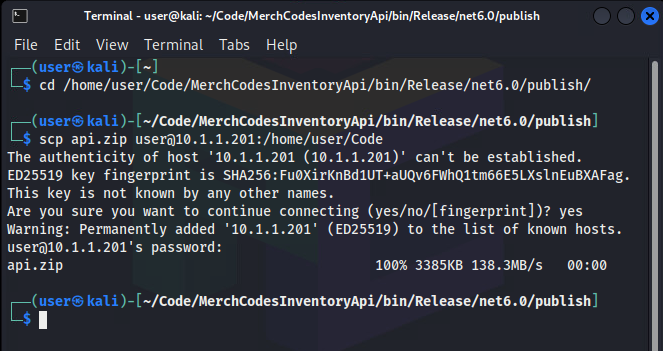 Terminal - user@kali: ~/Code/MerchCodesInventoryApi/bin/Release/net6.0/publish
File Edit View Terminal Tabs Help
┌──(user㉿kali)-[~]
└─$ cd /home/user/Code/MerchCodesInventoryApi/bin/Release/net6.0/publish/
┌──(user㉿kali)-[~/Code/MerchCodesInventoryApi/bin/Release/net6.0/publish]
└─$ scp api.zip user@10.1.1.201:/home/user/Code
The authenticity of host '10.1.1.201 (10.1.1.201)' can't be established.
ED25519 key fingerprint is SHA256:Fu0XirKnBd1UT+aUQv6FWhQ1tm66E5LXslnEuBXAFag.
This key is not known by any other names.
Are you sure you want to continue connecting (yes/no/[fingerprint])? yes
Warning: Permanently added '10.1.1.201' (ED25519) to the list of known hosts.
user@10.1.1.201's password:
api.zip 100% 3385KB 138.3MB/s 00:00
┌──(user㉿kali)-[~/Code/MerchCodesInventoryApi/bin/Release/net6.0/publish]
└─$